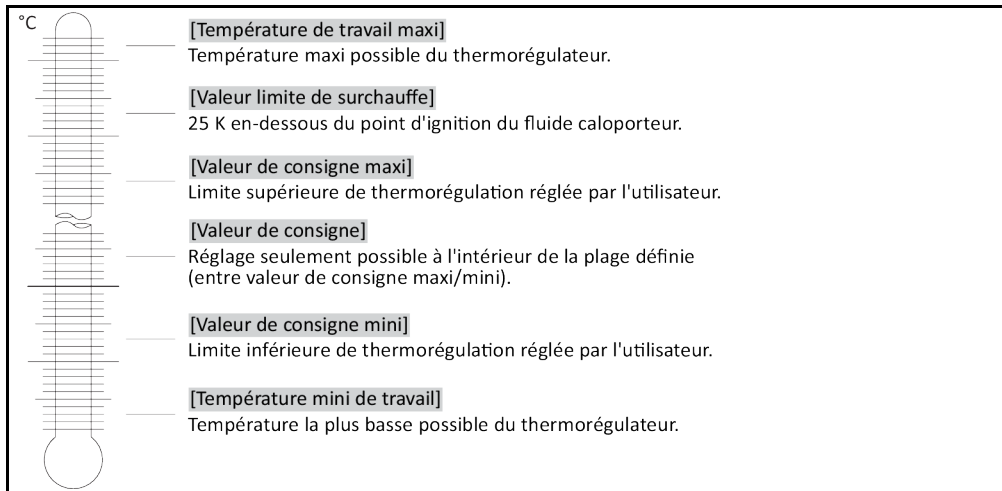 °C
[Température de travail maxi]
Température maxi possible du thermorégulateur.
[Valeur limite de surchauffe]
25 K en-dessous du point d'ignition du fluide caloporteur.
[Valeur de consigne maxi]
Limite supérieure de thermorégulation réglée par l'utilisateur.
[Valeur de consigne]
Réglage seulement possible à l'intérieur de la plage définie
(entre valeur de consigne maxi/mini).
[Valeur de consigne mini]
Limite inférieure de thermorégulation réglée par l'utilisateur.
[Température mini de travail]
Température la plus basse possible du thermorégulateur.